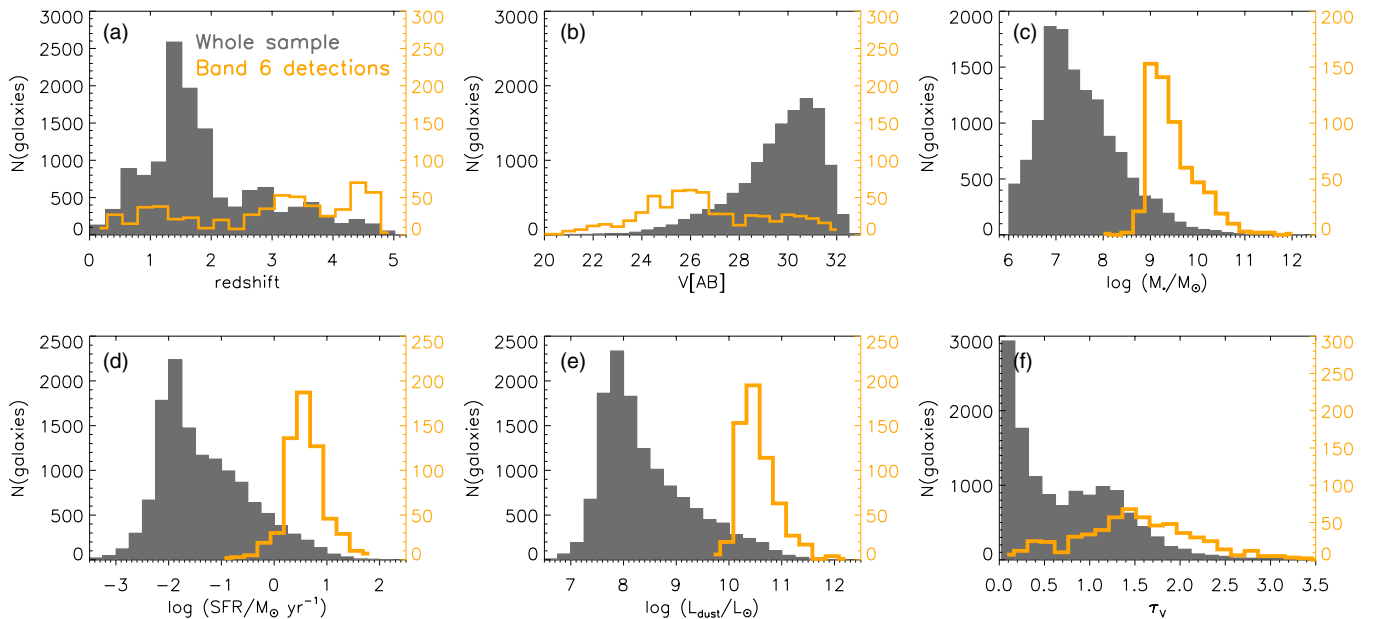 (a)
Whole sample
Band 6 detections
N(galaxies)
3000
2500
2000
1500
1000
500
0
300
250
200
150
100
50
0
0 1 2 3 4 5
redshift
(b)
N(galaxies)
3000
2000
1000
0
300
250
200
150
100
50
0
20 22 24 26 28 30 32
V[AB]
(c)
N(galaxies)
2000
1500
1000
500
0
200
150
100
50
0
6 7 8 9 10 11 12
log (M*/M☉)
(d)
N(galaxies)
2500
2000
1500
1000
500
0
250
200
150
100
50
0
−3 −2 −1 0 1 2
log (SFR/M☉ yr⁻¹)
(e)
N(galaxies)
2500
2000
1500
1000
500
0
250
200
150
100
50
0
7 8 9 10 11 12
log (L_dust/L☉)
(f)
N(galaxies)
3000
2000
1000
0
300
250
200
150
100
50
0
0.0 0.5 1.0 1.5 2.0 2.5 3.0 3.5
τ_V